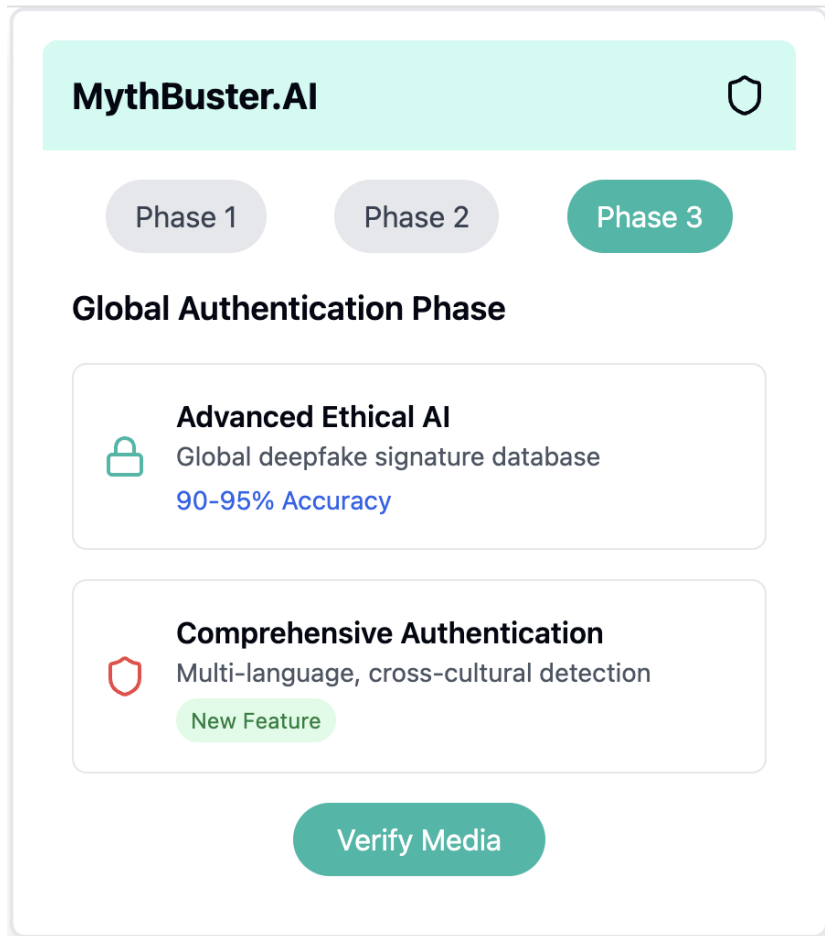 MythBuster.AI
Phase 1
Phase 2
Phase 3
Global Authentication Phase
Advanced Ethical AI
Global deepfake signature database
90-95% Accuracy
Comprehensive Authentication
Multi-language, cross-cultural detection
New Feature
Verify Media